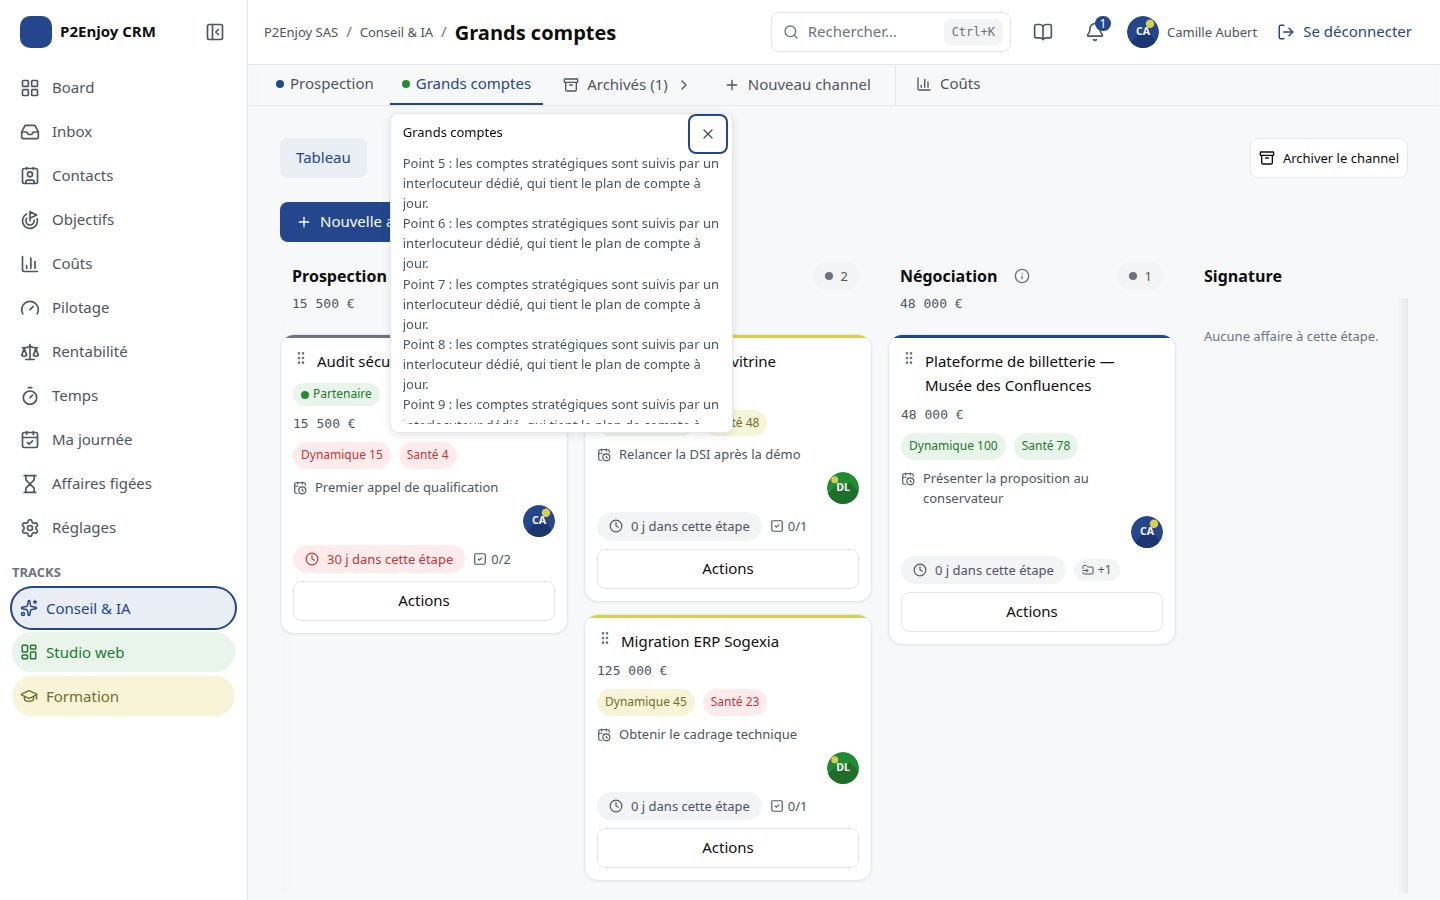 P2Enjoy CRM
Board
Inbox
Contacts
Objectifs
Coûts
Pilotage
Rentabilité
Temps
Ma journée
Affaires figées
Réglages
TRACKS
Conseil & IA
Studio web
Formation
P2Enjoy SAS / Conseil & IA / Grands comptes
Rechercher... Ctrl+K
1
CA Camille Aubert
Se déconnecter
Prospection
Grands comptes
Archivés (1)
Nouveau channel
Coûts
Tableau
Archiver le channel
Nouvelle
Grands comptes
Point 5 : les comptes stratégiques sont suivis par un
interlocuteur dédié, qui tient le plan de compte à
jour.
Point 6 : les comptes stratégiques sont suivis par un
interlocuteur dédié, qui tient le plan de compte à
jour.
Point 7 : les comptes stratégiques sont suivis par un
interlocuteur dédié, qui tient le plan de compte à
jour.
Point 8 : les comptes stratégiques sont suivis par un
interlocuteur dédié, qui tient le plan de compte à
jour.
Point 9 : les comptes stratégiques sont suivis par un
interlocuteur dédié, qui tient le plan de compte à
Prospection
15 500 €
Audit sécu
Partenaire
15 500 €
Dynamique 15 Santé 4
Premier appel de qualification
CA
30 j dans cette étape 0/2
Actions
2
vitrine
té 48
Relancer la DSI après la démo
DL
0 j dans cette étape 0/1
Actions
Migration ERP Sogexia
125 000 €
Dynamique 45 Santé 23
Obtenir le cadrage technique
DL
0 j dans cette étape 0/1
Actions
Négociation 1
48 000 €
Plateforme de billetterie —
Musée des Confluences
48 000 €
Dynamique 100 Santé 78
Présenter la proposition au
conservateur
CA
0 j dans cette étape +1
Actions
Signature
Aucune affaire à cette étape.